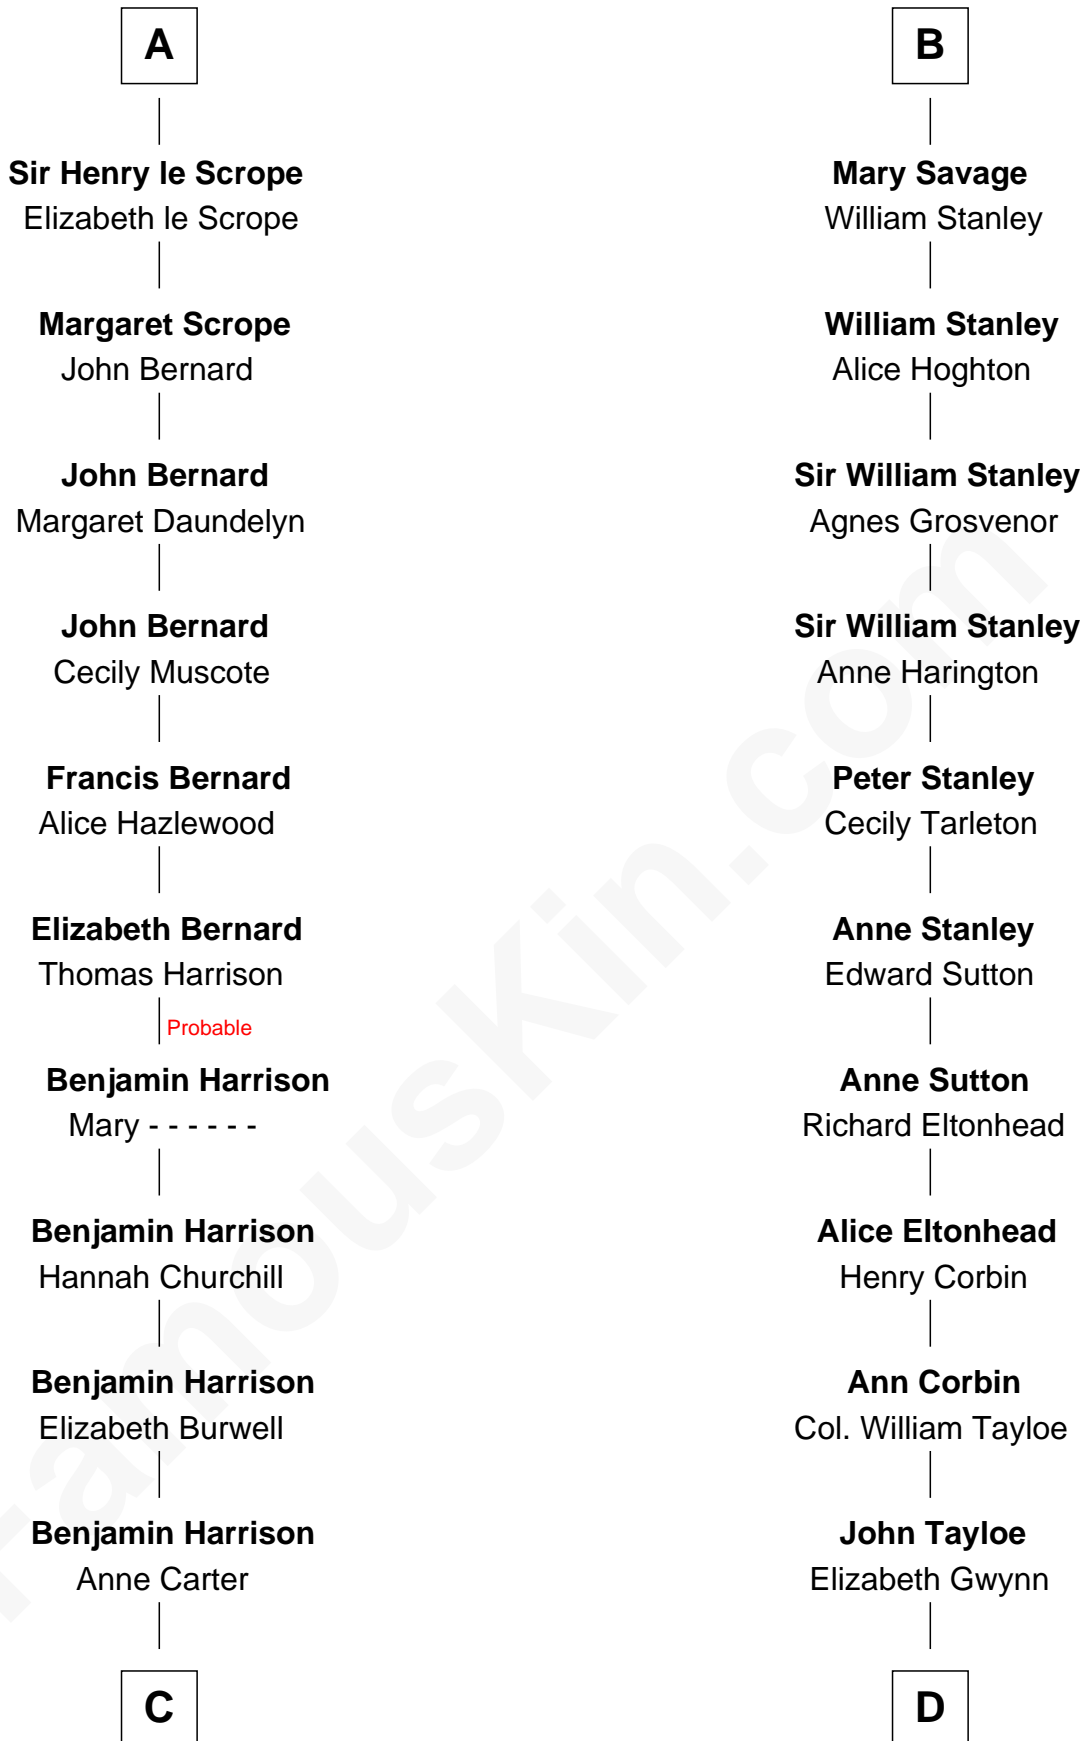 A
Sir Henry le Scrope
Elizabeth le Scrope
Margaret Scrope
John Bernard
John Bernard
Margaret Daundelyn
John Bernard
Cecily Muscote
Francis Bernard
Alice Hazlewood
Elizabeth Bernard
Thomas Harrison
Probable
Benjamin Harrison
Mary - - - - - -
Benjamin Harrison
Hannah Churchill
Benjamin Harrison
Elizabeth Burwell
Benjamin Harrison
Anne Carter
C
B
Mary Savage
William Stanley
William Stanley
Alice Hoghton
Sir William Stanley
Agnes Grosvenor
Sir William Stanley
Anne Harington
Peter Stanley
Cecily Tarleton
Anne Stanley
Edward Sutton
Anne Sutton
Richard Eltonhead
Alice Eltonhead
Henry Corbin
Ann Corbin
Col. William Tayloe
John Tayloe
Elizabeth Gwynn
D
FamousKin.com